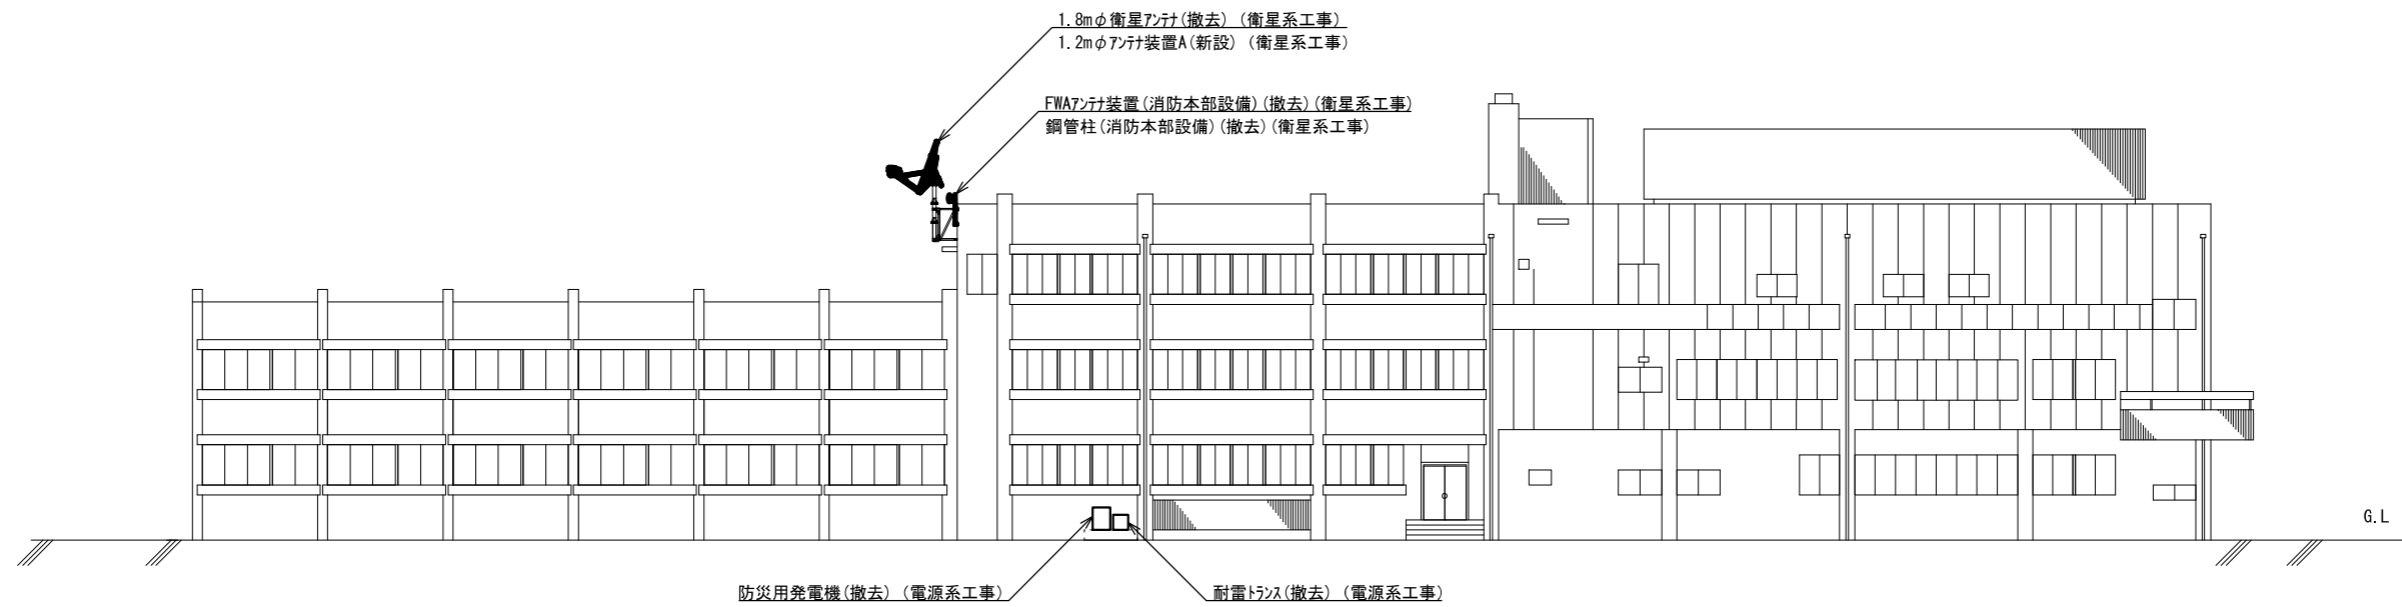 1.8mφ衛星ｱﾝﾃﾅ(撤去) (衛星系工事)
1.2mφｱﾝﾃﾅ装置A(新設) (衛星系工事)
FWAｱﾝﾃﾅ装置(消防本部設備)(撤去)(衛星系工事)
鋼管柱(消防本部設備)(撤去)(衛星系工事)
G.L
防災用発電機(撤去) (電源系工事)
耐雷ﾄﾗﾝｽ(撤去) (電源系工事)